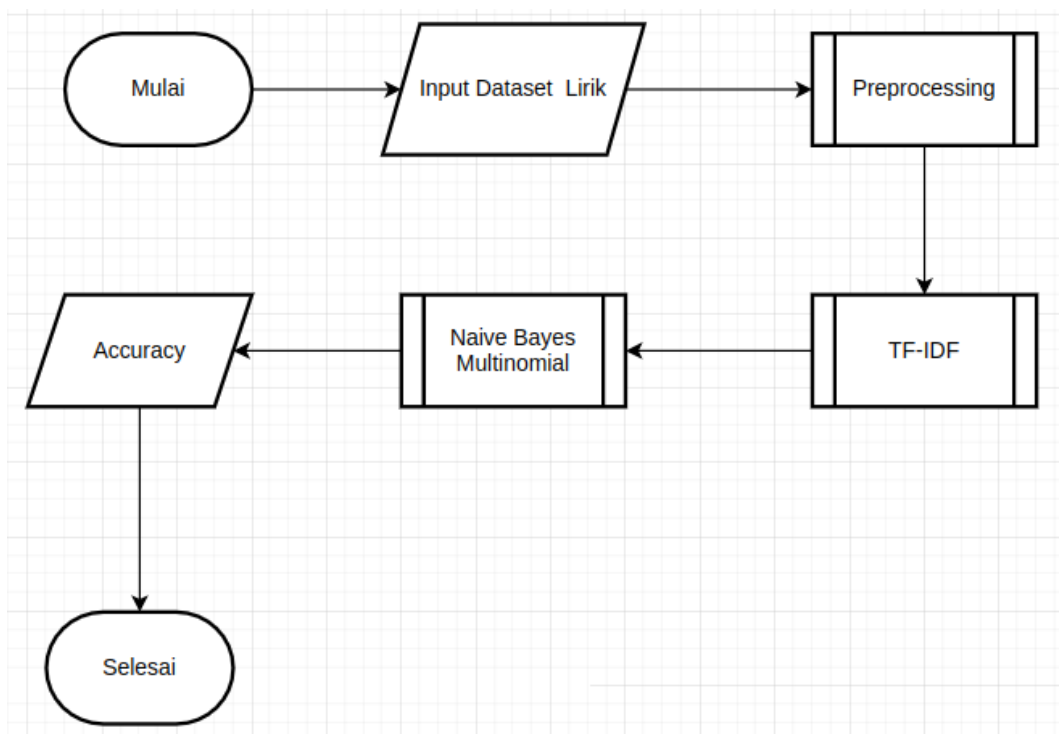 Mulai
Input Dataset Lirik
Preprocessing
Accuracy
Naive Bayes
Multinomial
TF-IDF
Selesai